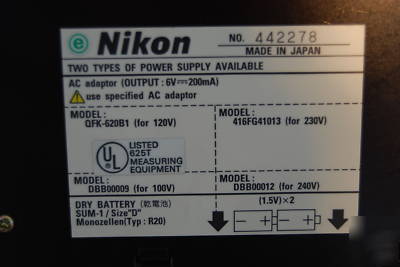 e Nikon NO. 442278
MADE IN JAPAN
TWO TYPES OF POWER SUPPLY AVAILABLE
AC adaptor (OUTPUT : 6V⎓200mA)
⚠ use specified AC adaptor
MODEL :
QFK-620B1 (for 120V)
416FG41013 (for 230V)
UL LISTED
625T
MEASURING
EQUIPMENT
MODEL :
DBB00009 (for 100V)
MODEL :
DBB00012 (for 240V)
DRY BATTERY (乾電池)
SUM-1 / Size "D"
Monozellen(Typ : R20)
(1.5V) × 2
- + - +